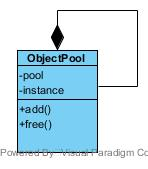 ObjectPool
-pool
-instance
+add()
+free()
Powered By Visual Paradigm Co